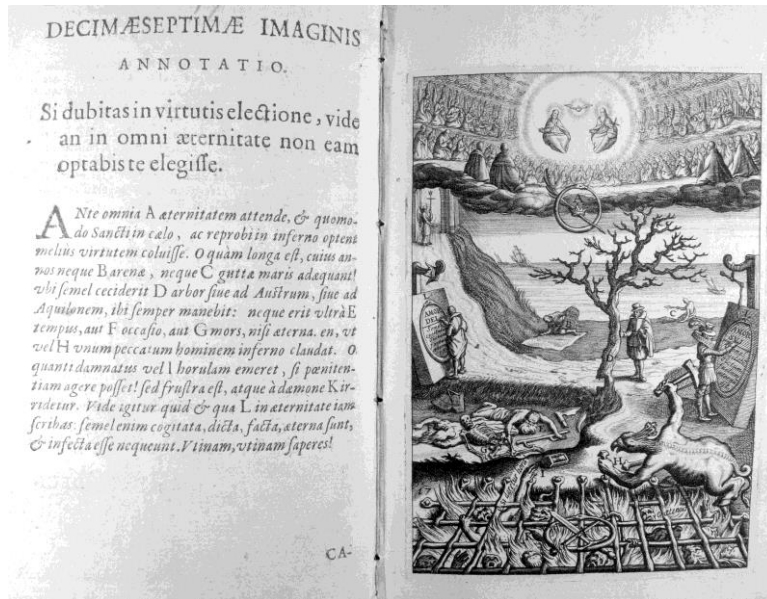 DECIMÆSEPTIMÆ IMAGINIS
ANNOTATIO.
Si dubitas in virtutis electione, vide
an in omni æternitate non eam
optabis te elegisse.
ANte omnia A æternitatem attende, & quomo-
do Sancti in cælo, ac reprobi in inferno optent
melius virtutem coluisse. O quàm longa est, cuius an-
nos neque B arenæ, neque C guttæ maris adæquant!
vbi semel ceciderit D arbor siue ad Austrum, siue ad
Aquilonem, ibi semper manebit: neque erit vltrà E
tempus, aut F occasio, aut G mors, nisi æterna. en, vt
vel H vnum peccatum hominem inferno claudat. O
quanti damnatus vel I horulam emeret, si pœniten-
tiam agere posset! sed frustra est, atque à dæmone K ir-
ridetur. Vide igitur quid & qua L in æternitate iam
scribas: semel enim cogitata, dicta, facta, æterna sunt,
& infecta esse nequeunt. Vtinam, vtinam saperes!
CA-
H
I